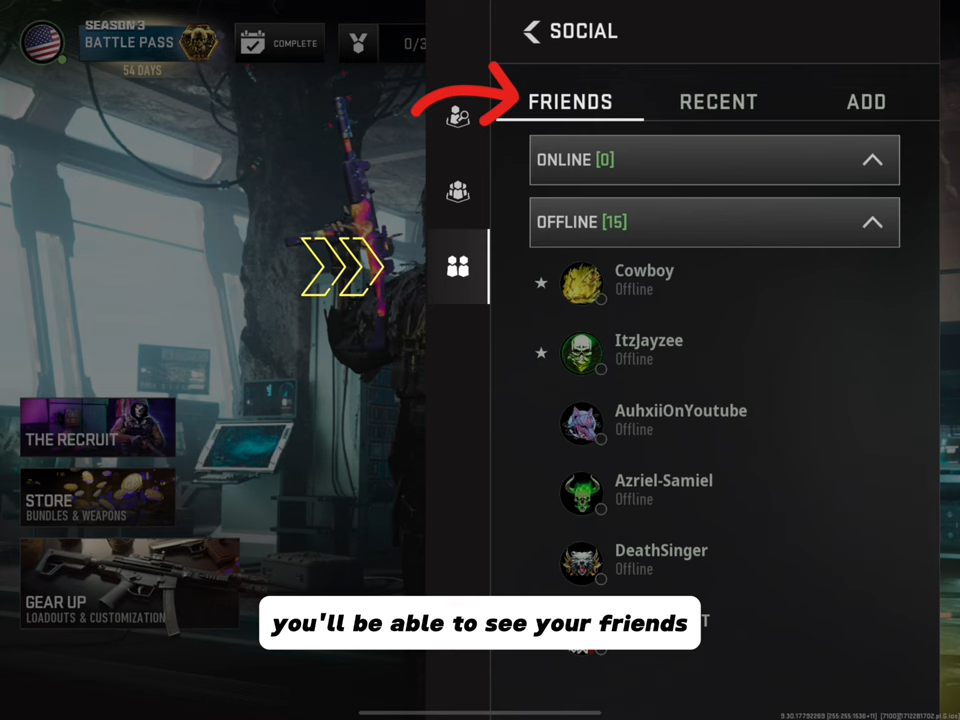 SEASON 3
BATTLE PASS
54 DAYS
COMPLETE
0/3
SOCIAL
FRIENDS
RECENT
ADD
ONLINE [0]
OFFLINE [15]
Cowboy
Offline
ItzJayzee
Offline
AuhxiiOnYoutube
Offline
Azriel-Samiel
Offline
DeathSinger
Offline
THE RECRUIT
STORE
BUNDLES & WEAPONS
GEAR UP
LOADOUTS & CUSTOMIZATION
you'll be able to see your friends